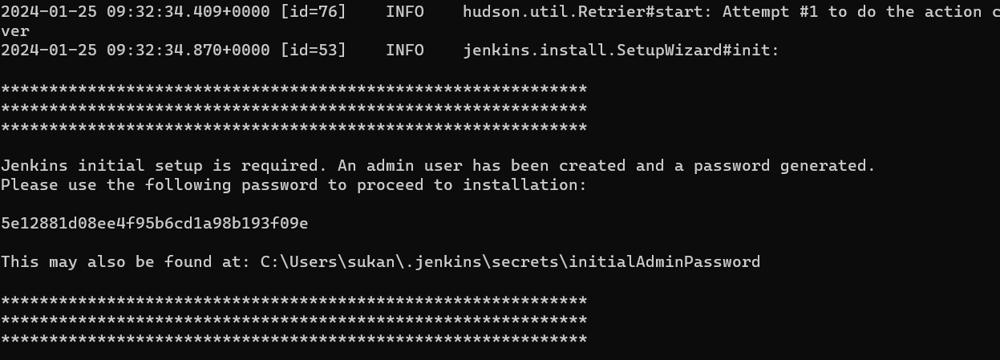 2024-01-25 09:32:34.409+0000 [id=76]    INFO    hudson.util.Retrier#start: Attempt #1 to do the action c
ver
2024-01-25 09:32:34.870+0000 [id=53]    INFO    jenkins.install.SetupWizard#init:
*************************************************************
*************************************************************
*************************************************************
Jenkins initial setup is required. An admin user has been created and a password generated.
Please use the following password to proceed to installation:
5e12881d08ee4f95b6cd1a98b193f09e
This may also be found at: C:\Users\sukan\.jenkins\secrets\initialAdminPassword
*************************************************************
*************************************************************
*************************************************************